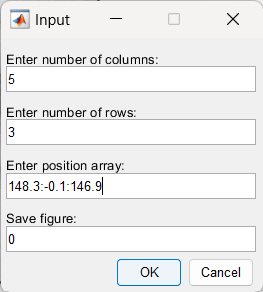 Input
Enter number of columns:
5
Enter number of rows:
3
Enter position array:
148.3:-0.1:146.9
Save figure:
0
OK Cancel